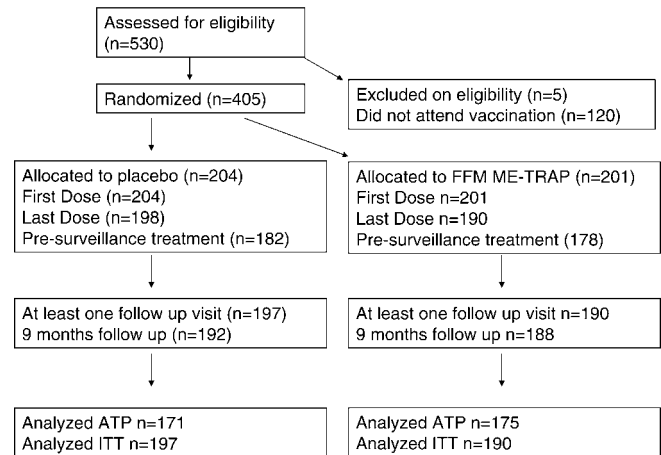 Assessed for eligibility
(n=530)
Randomized (n=405)
Excluded on eligibility (n=5)
Did not attend vaccination (n=120)
Allocated to placebo (n=204)
First Dose (n=204)
Last Dose (n=198)
Pre-surveillance treatment (n=182)
Allocated to FFM ME-TRAP (n=201)
First Dose n=201
Last Dose n=190
Pre-surveillance treatment (178)
At least one follow up visit (n=197)
9 months follow up (n=192)
At least one follow up visit n=190
9 months follow up n=188
Analyzed ATP n=171
Analyzed ITT n=197
Analyzed ATP n=175
Analyzed ITT n=190